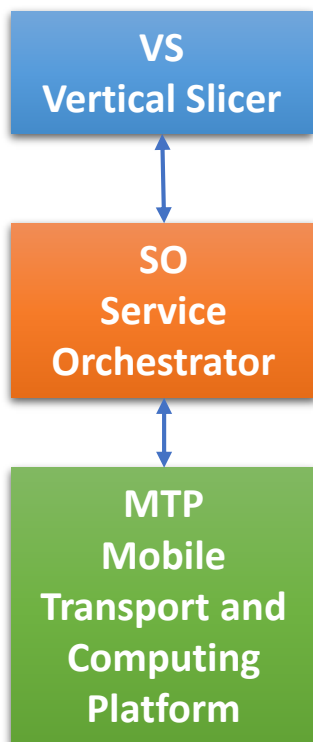 VS
Vertical Slicer
SO
Service
Orchestrator
MTP
Mobile
Transport and
Computing
Platform